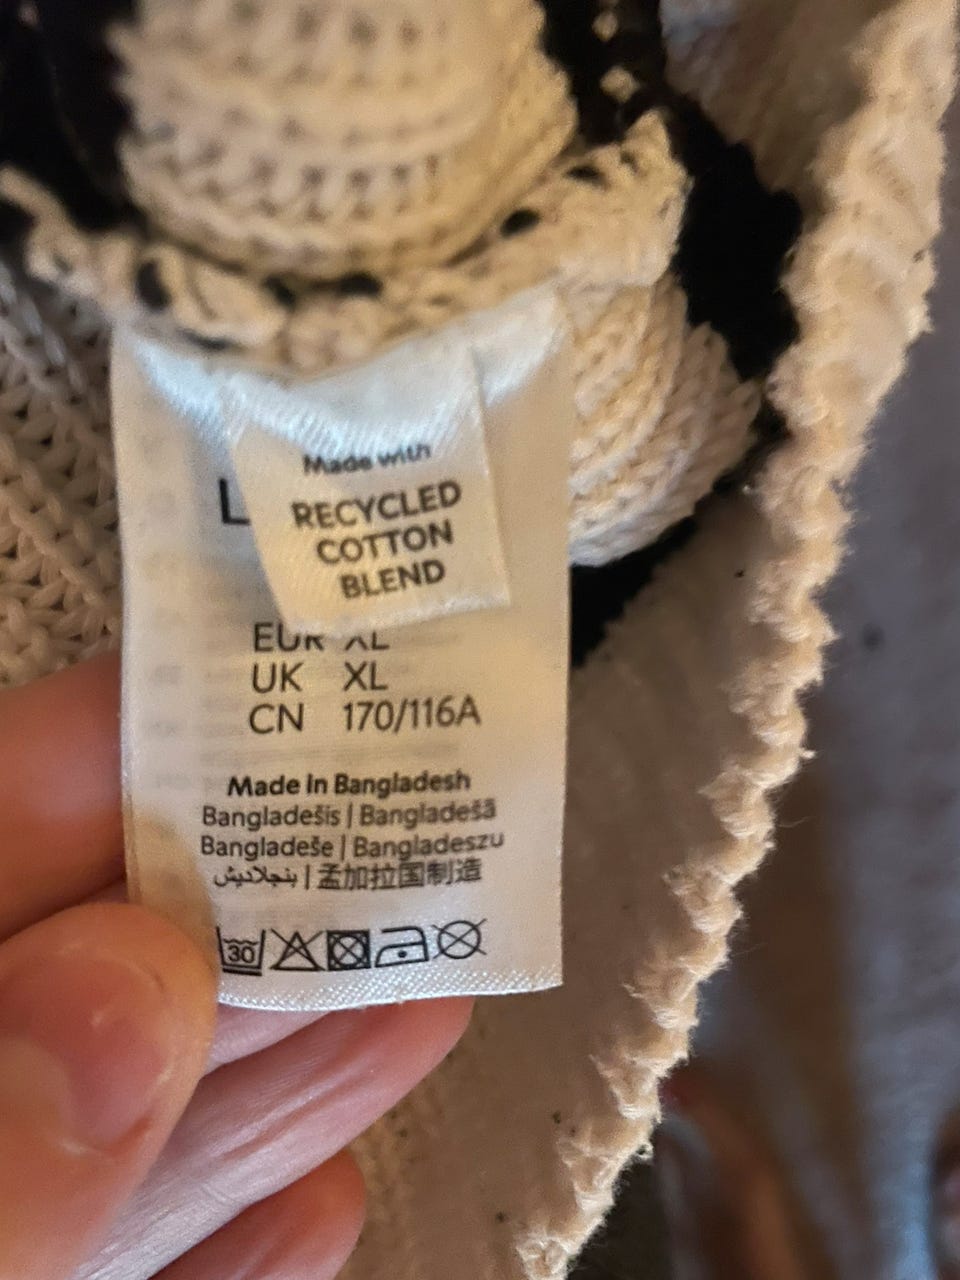 Made with
RECYCLED
COTTON
BLEND
L
EUR XL
UK XL
CN 170/116A
Made in Bangladesh
Bangladešis | Bangladešā
Bangladeše | Bangladeszu
بنجلاديش | 孟加拉国制造
30